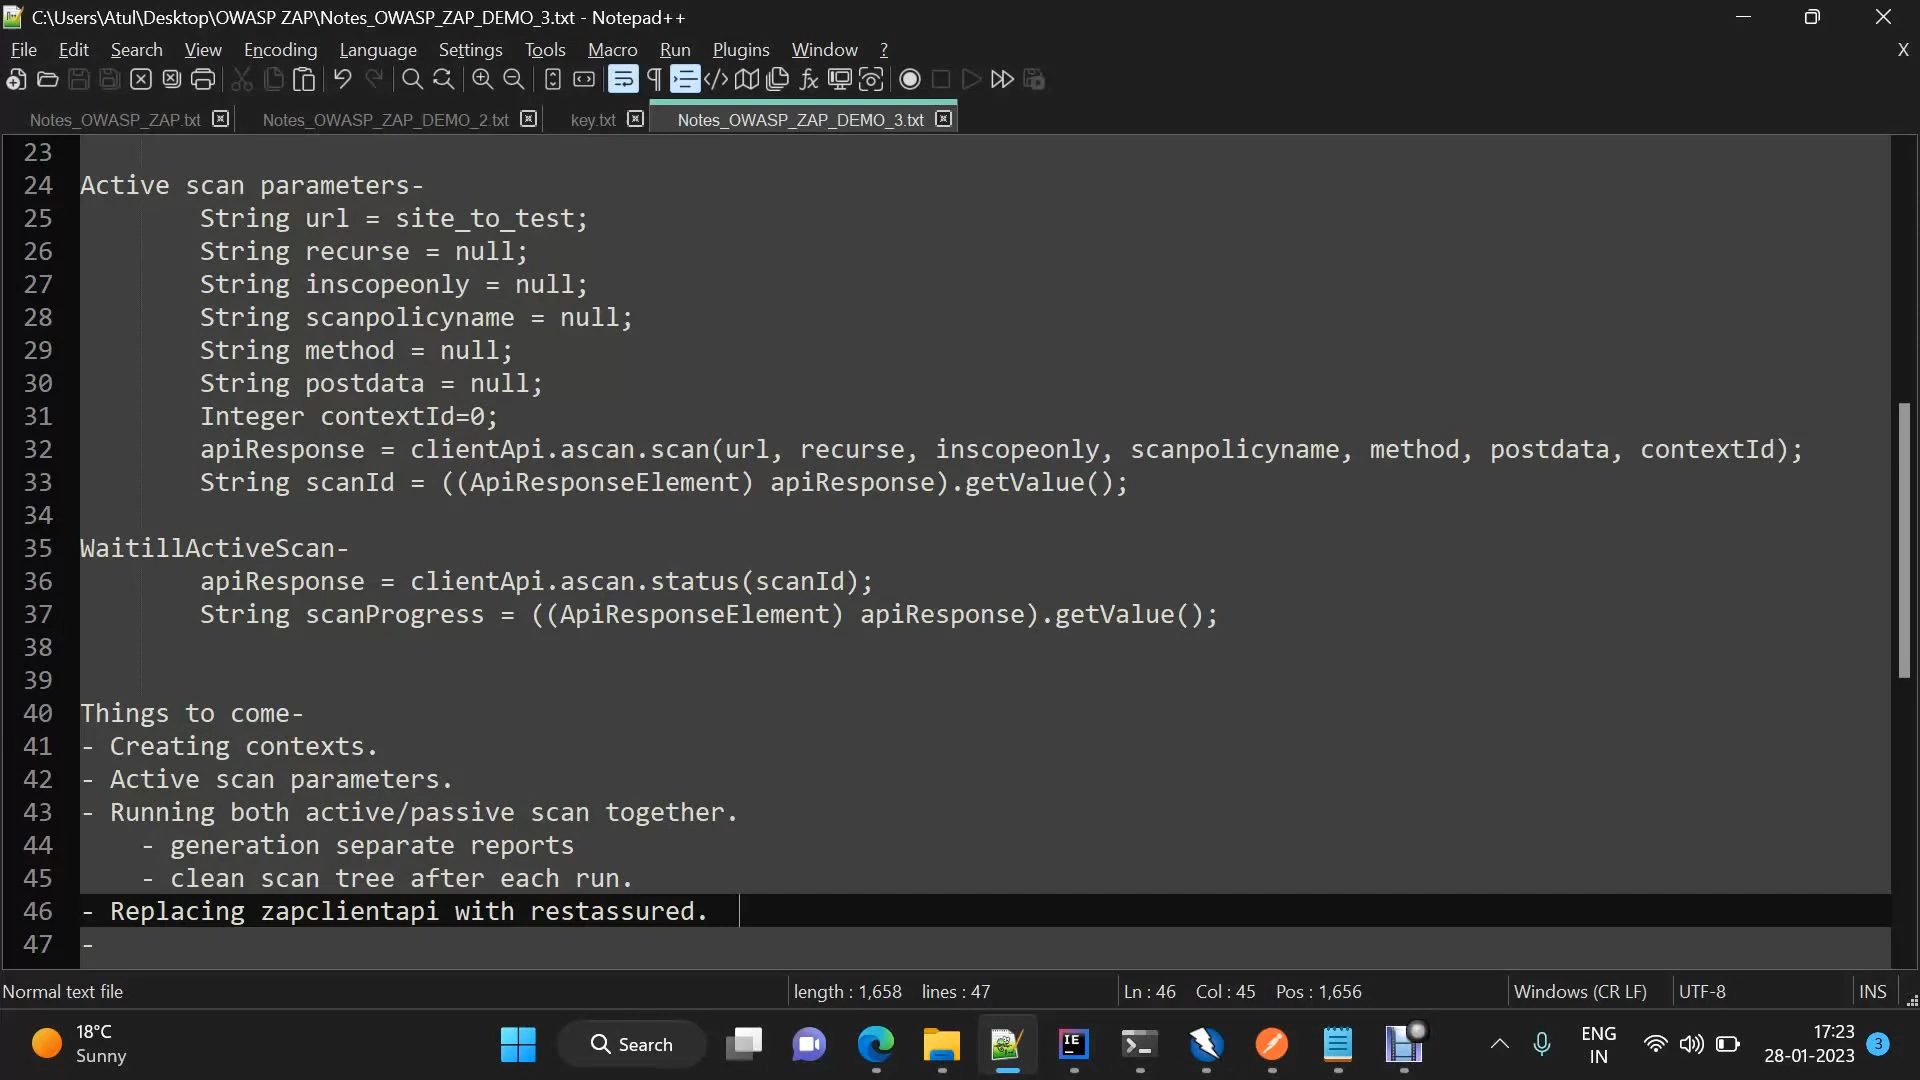 C:\Users\Atul\Desktop\OWASP ZAP\Notes_OWASP_ZAP_DEMO_3.txt - Notepad++
File Edit Search View Encoding Language Settings Tools Macro Run Plugins Window ? X
Notes_OWASP_ZAP.txt Notes_OWASP_ZAP_DEMO_2.txt key.txt Notes_OWASP_ZAP_DEMO_3.txt
23
24 Active scan parameters-
25 String url = site_to_test;
26 String recurse = null;
27 String inscopeonly = null;
28 String scanpolicyname = null;
29 String method = null;
30 String postdata = null;
31 Integer contextId=0;
32 apiResponse = clientApi.ascan.scan(url, recurse, inscopeonly, scanpolicyname, method, postdata, contextId);
33 String scanId = ((ApiResponseElement) apiResponse).getValue();
34
35 WaitillActiveScan-
36 apiResponse = clientApi.ascan.status(scanId);
37 String scanProgress = ((ApiResponseElement) apiResponse).getValue();
38
39
40 Things to come-
41 - Creating contexts.
42 - Active scan parameters.
43 - Running both active/passive scan together.
44 - generation separate reports
45 - clean scan tree after each run.
46 - Replacing zapclientapi with restassured.
47 -
Normal text file length : 1,658 lines : 47 Ln : 46 Col : 45 Pos : 1,656 Windows (CR LF) UTF-8 INS
18°C
Sunny
Search
IE
ENG
IN
17:23
28-01-2023
3